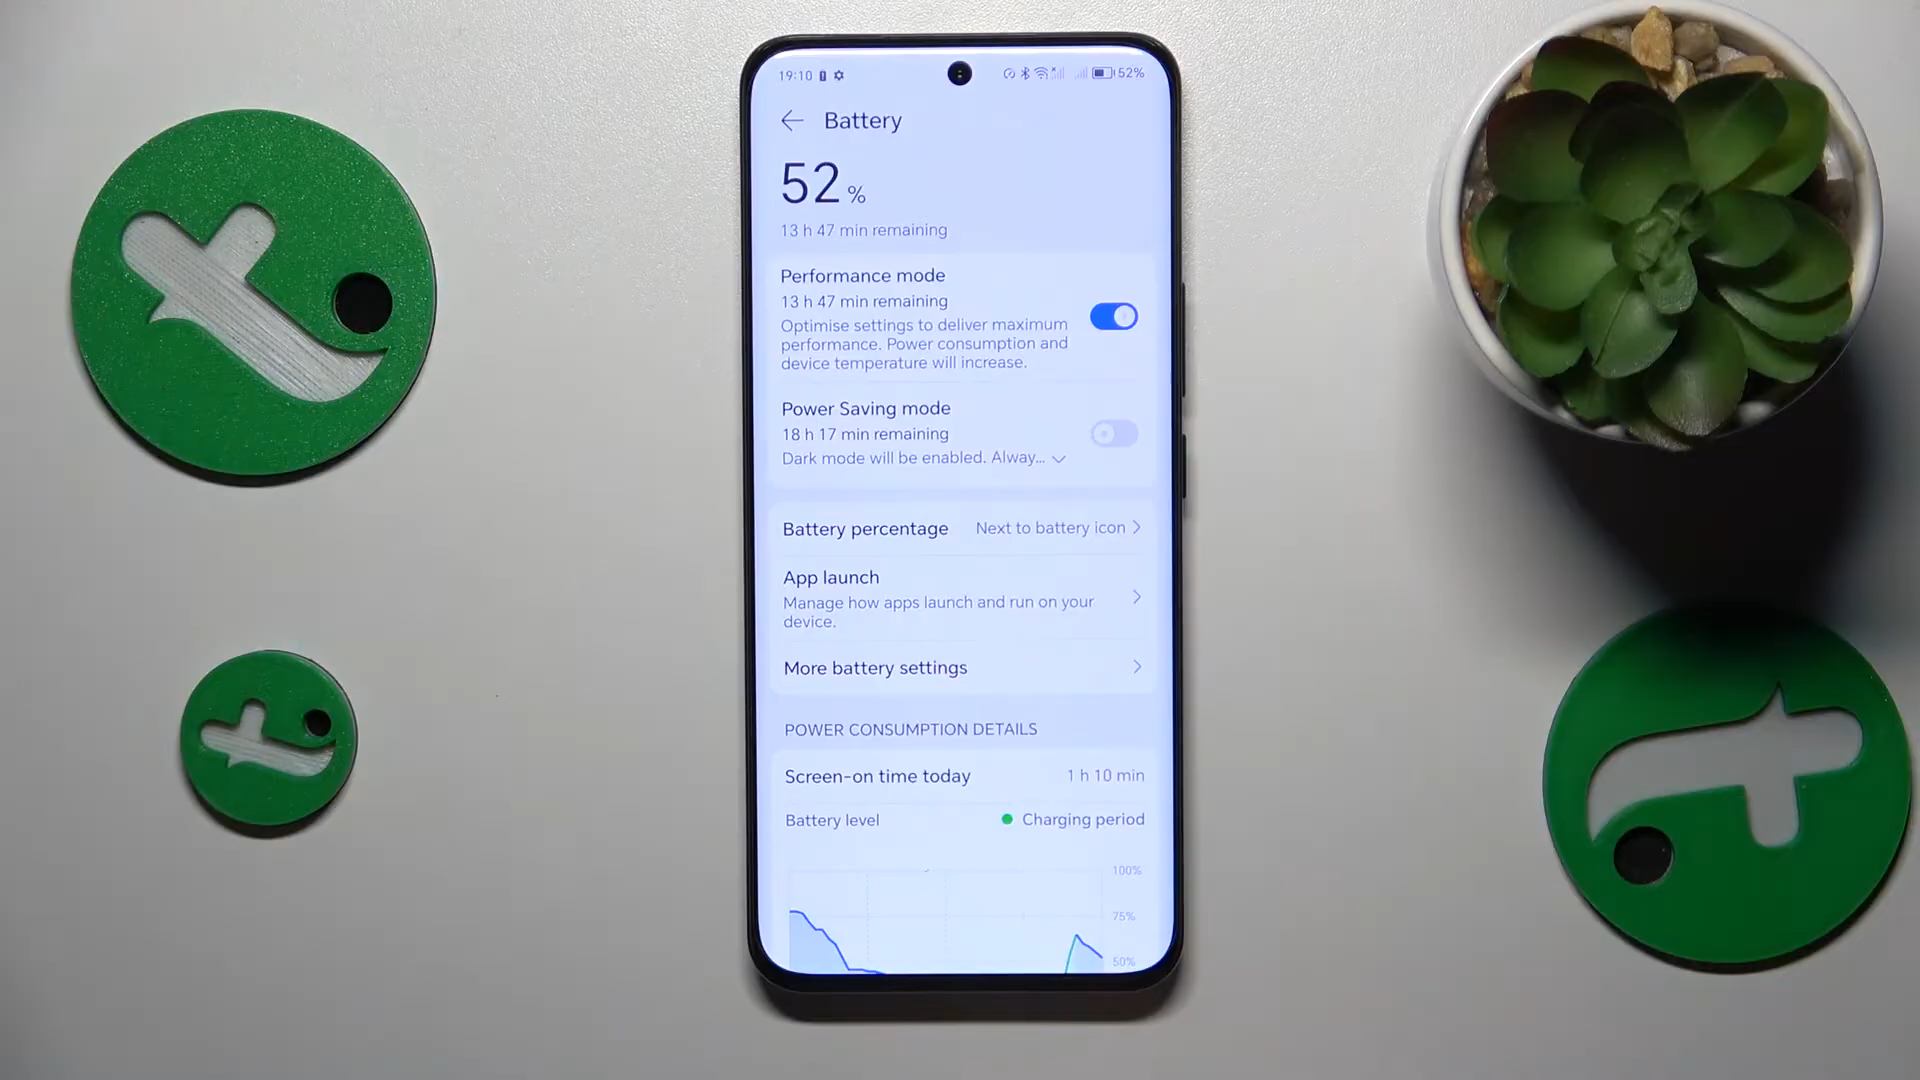 19:10
52%
Battery
52 %
13 h 47 min remaining
Performance mode
13 h 47 min remaining
Optimise settings to deliver maximum
performance. Power consumption and
device temperature will increase.
Power Saving mode
18 h 17 min remaining
Dark mode will be enabled. Alway...
Battery percentage
Next to battery icon
App launch
Manage how apps launch and run on your
device.
More battery settings
POWER CONSUMPTION DETAILS
Screen-on time today
1 h 10 min
Battery level
Charging period
100%
75%
50%